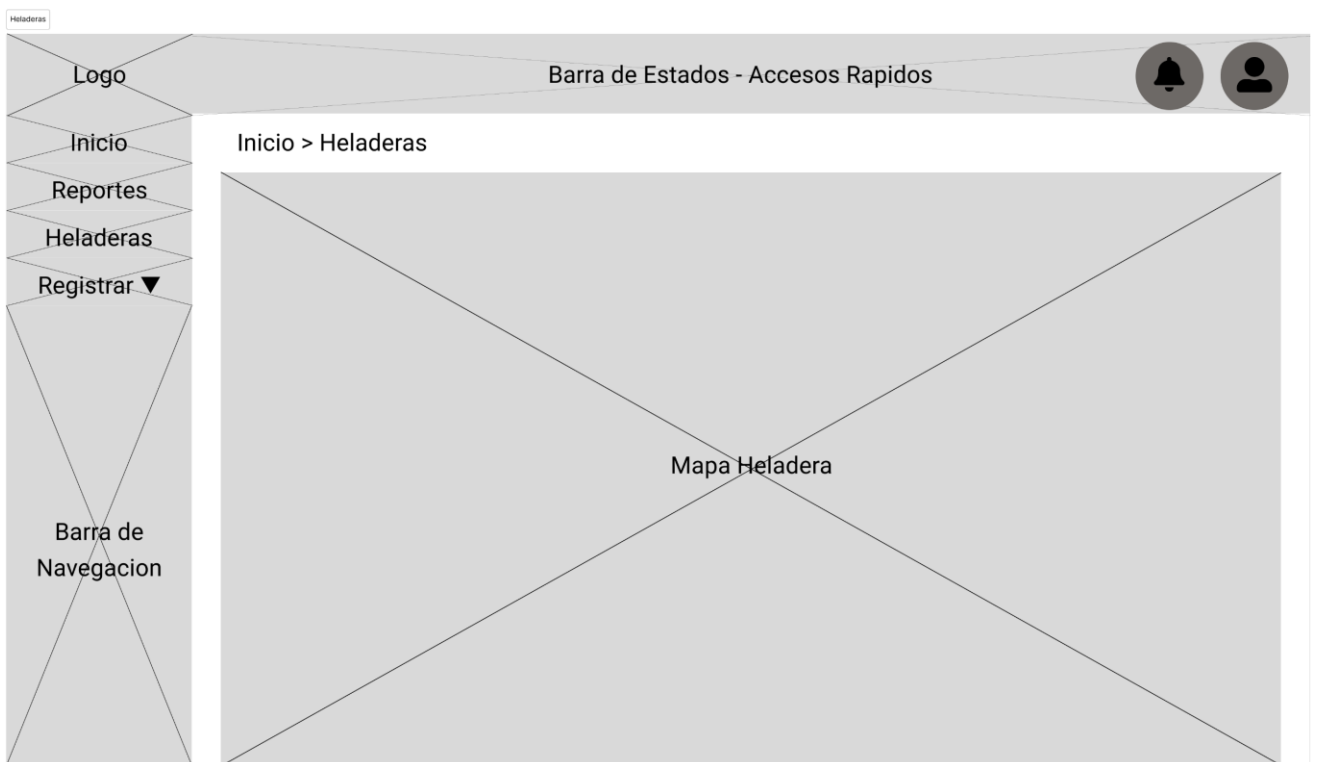 Heladeras
Logo
Barra de Estados - Accesos Rapidos
Inicio
Inicio > Heladeras
Reportes
Heladeras
Registrar ▼
Mapa Heladera
Barra de
Navegacion